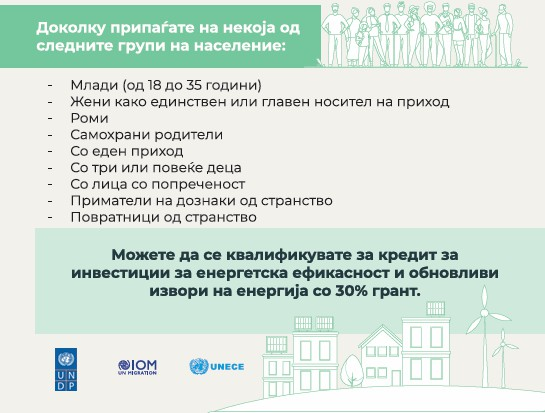 Доколку припаѓате на некоја од
следните групи на население:
- Млади (од 18 до 35 години)
- Жени како единствен или главен носител на приход
- Роми
- Самохрани родители
- Со еден приход
- Со три или повеќе деца
- Со лица со попреченост
- Приматели на дознаки од странство
- Повратници од странство
Можете да се квалификувате за кредит за
инвестиции за енергетска ефикасност и обновливи
извори на енергија со 30% грант.
U N
D P
IOM
UN MIGRATION
UNECE